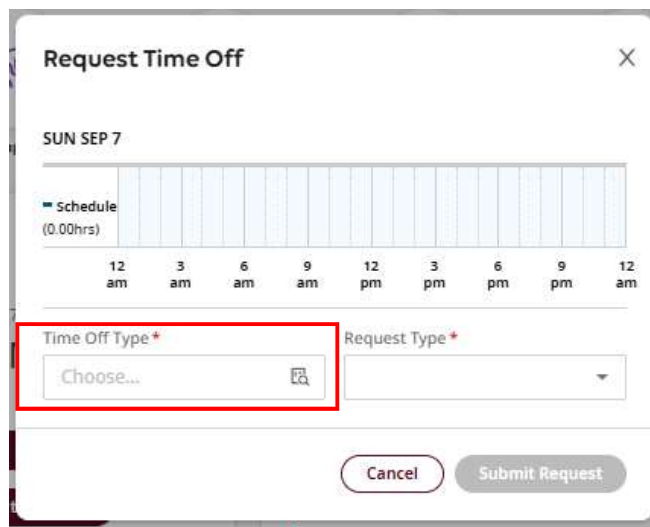 Request Time Off
SUN SEP 7
Schedule
(0.00hrs)
12 am 3 am 6 am 9 am 12 pm 3 pm 6 pm 9 pm 12 am
Time Off Type* Request Type*
Choose...
Cancel Submit Request